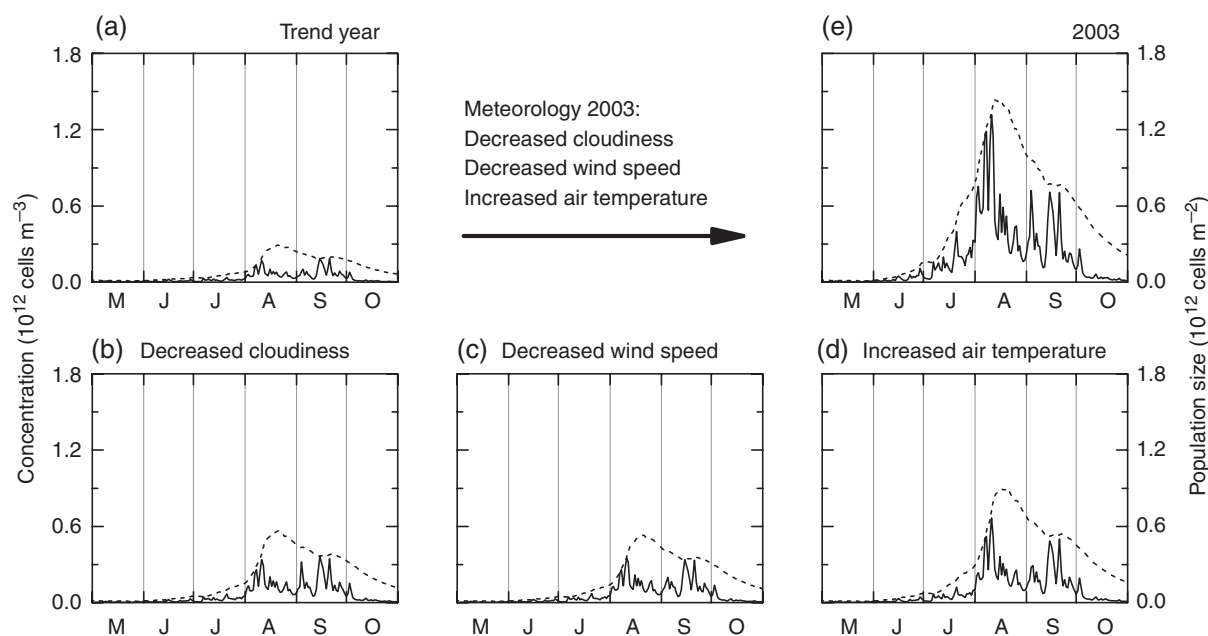 (a) Trend year
1.8
1.2
0.6
0.0
M J J A S O
Meteorology 2003:
Decreased cloudiness
Decreased wind speed
Increased air temperature
(e) 2003
1.8
1.2
0.6
0.0
M J J A S O
Concentration (10¹² cells m⁻³)
Population size (10¹² cells m⁻²)
(b) Decreased cloudiness
1.8
1.2
0.6
0.0
M J J A S O
(c) Decreased wind speed
M J J A S O
(d) Increased air temperature
1.8
1.2
0.6
0.0
M J J A S O